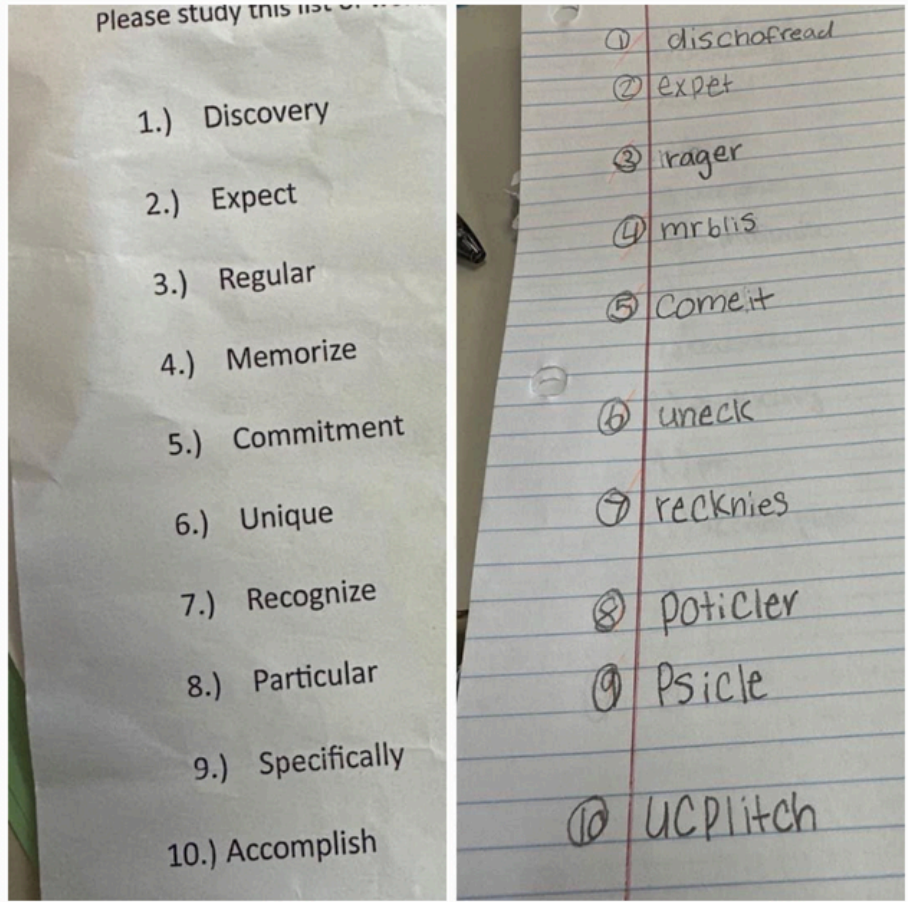 Please study this list of
1.) Discovery
2.) Expect
3.) Regular
4.) Memorize
5.) Commitment
6.) Unique
7.) Recognize
8.) Particular
9.) Specifically
10.) Accomplish
① dischofread
② expet
③ rager
④ mrblis
⑤ Comeit
⑥ uneck
⑦ recknies
⑧ Poticler
⑨ Psicle
⑩ UCPlitch